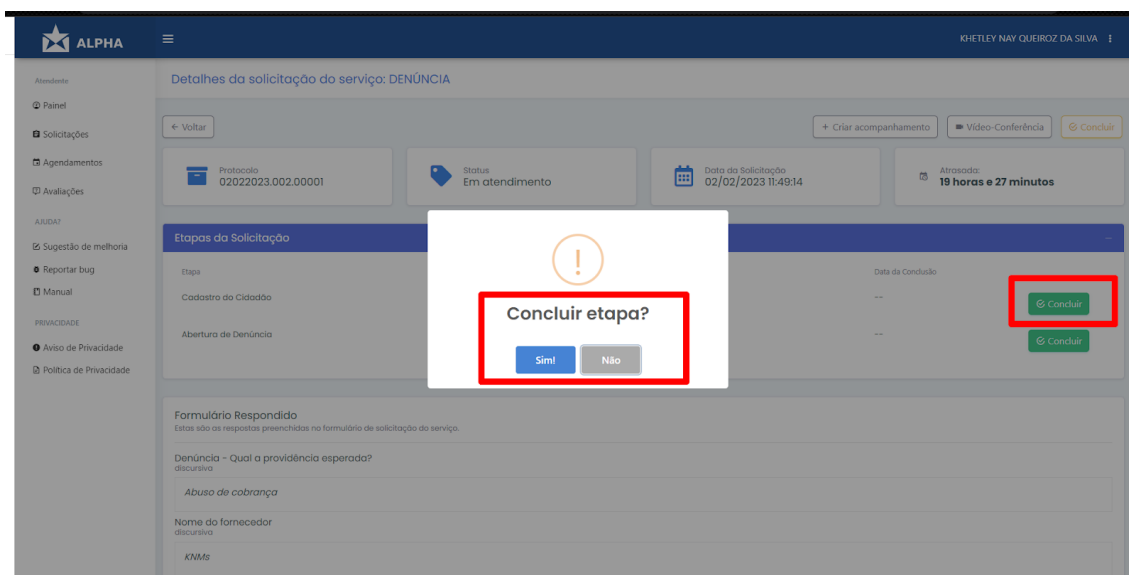 ALPHA
KHETLEY NAY QUEIROZ DA SILVA
Atendente
Painel
Solicitações
Agendamentos
Avaliações
AJUDA?
Sugestão de melhoria
Reportar bug
Manual
PRIVACIDADE
Aviso de Privacidade
Política de Privacidade
Detalhes da solicitação do serviço: DENÚNCIA
Voltar
+ Criar acompanhamento
Vídeo-Conferência
Concluir
Protocolo
02022023.002.00001
Status
Em atendimento
Data da Solicitação
02/02/2023 11:49:14
Atrasada:
19 horas e 27 minutos
Etapas da Solicitação
Etapa
Data da Conclusão
Cadastro do Cidadão
--
Concluir
Abertura de Denúncia
--
Concluir
!
Concluir etapa?
Sim!
Não
Formulário Respondido
Estas são as respostas preenchidas no formulário de solicitação do serviço.
Denúncia - Qual a providência esperada?
discursiva
Abuso de cobrança
Nome do fornecedor
discursiva
KNMs